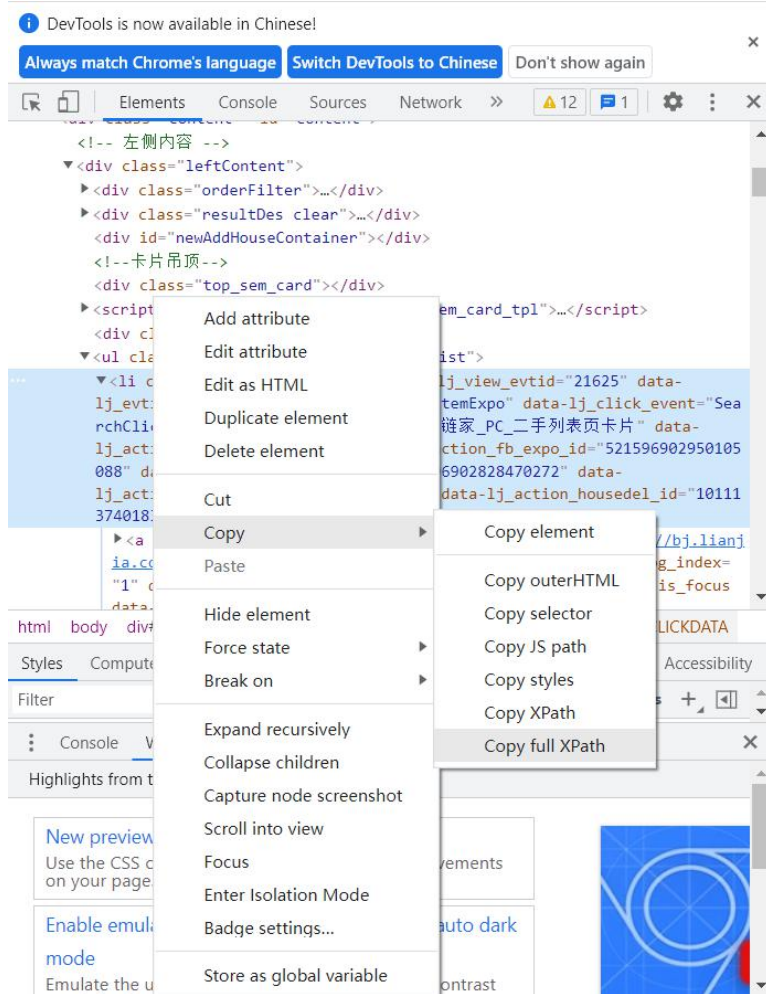 DevTools is now available in Chinese!
Always match Chrome's language Switch DevTools to Chinese Don't show again
Elements Console Sources Network » 12 1
<!-- 左侧内容 -->
▼<div class="leftContent">
▶<div class="orderFilter">…</div>
▶<div class="resultDes clear">…</div>
<div id="newAddHouseContainer"></div>
<!--卡片吊顶-->
<div class="top_sem_card"></div>
▶<script em_card_tpl">…</script>
<div cl
▼<ul cla ist">
▼<li c lj_view_evtid="21625" data-
lj_evt: temExpo" data-lj_click_event="Sea
rchClic 链家_PC_二手列表页卡片" data-
lj_act: ction_fb_expo_id="521596902950105
088" da 6902828470272" data-
lj_act: data-lj_action_housedel_id="10111
374018
▶<a //bj.lianj
ia.co g_index=
"1" is_focus
data-
html body div# LICKDATA
Styles Compute Accessibility
Filter
Console
Highlights from t
New preview
Use the CSS vements
on your page
Enable emula auto dark
mode
Emulate the u ontrast
Add attribute
Edit attribute
Edit as HTML
Duplicate element
Delete element
Cut
Copy
Paste
Hide element
Force state
Break on
Expand recursively
Collapse children
Capture node screenshot
Scroll into view
Focus
Enter Isolation Mode
Badge settings...
Store as global variable
Copy element
Copy outerHTML
Copy selector
Copy JS path
Copy styles
Copy XPath
Copy full XPath